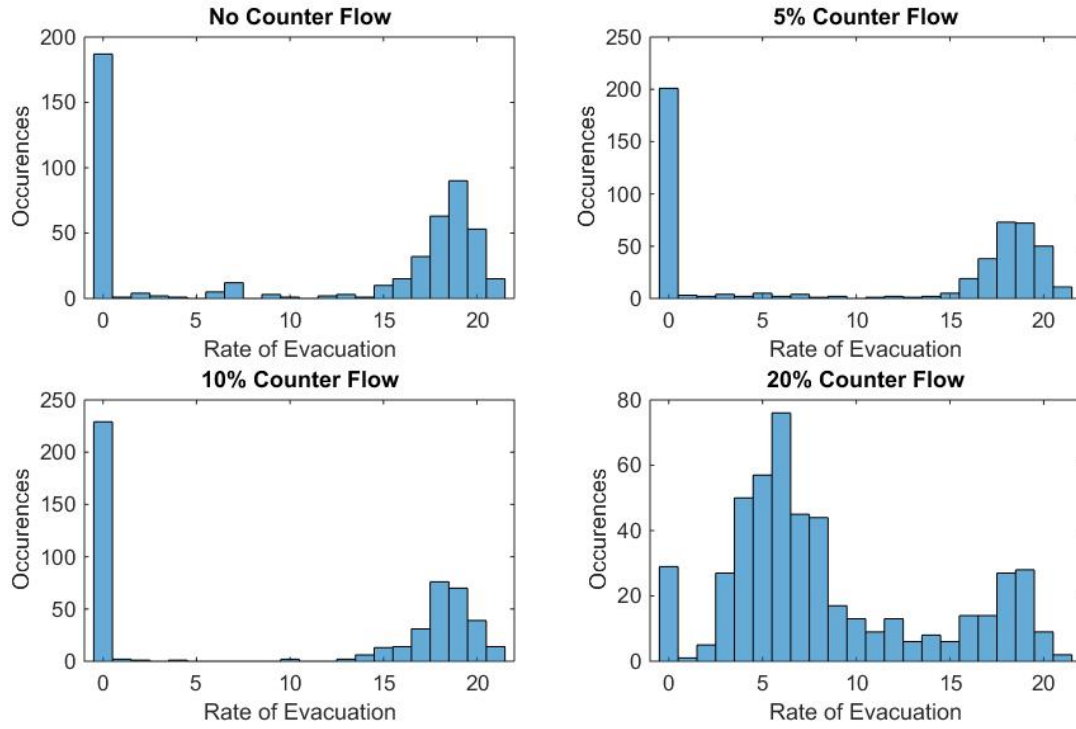 No Counter Flow
200
150
100
50
0
Occurences
0 5 10 15 20
Rate of Evacuation
5% Counter Flow
250
200
150
100
50
0
Occurences
0 5 10 15 20
Rate of Evacuation
10% Counter Flow
250
200
150
100
50
0
Occurences
0 5 10 15 20
Rate of Evacuation
20% Counter Flow
80
60
40
20
0
Occurences
0 5 10 15 20
Rate of Evacuation